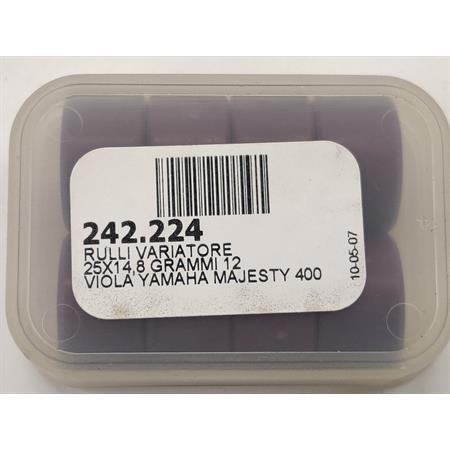 242.224
RULLI VARIATORE
25X14,8 GRAMMI 12
VIOLA YAMAHA MAJESTY 400
10-05-07